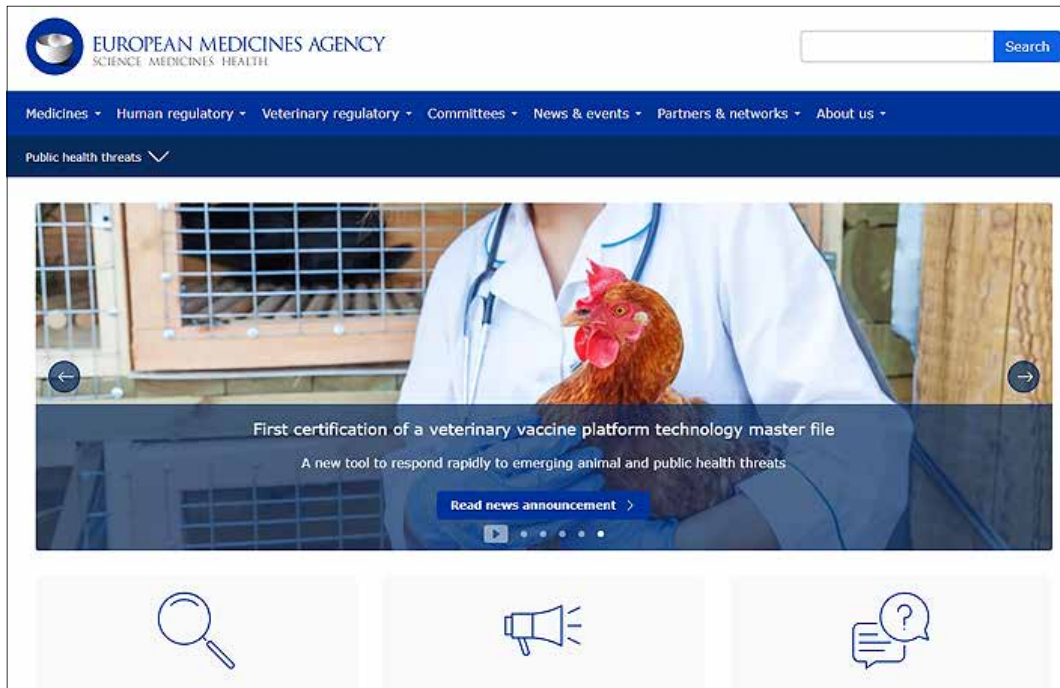 EUROPEAN MEDICINES AGENCY
SCIENCE MEDICINES HEALTH
Search
Medicines Human regulatory Veterinary regulatory Committees News & events Partners & networks About us
Public health threats
First certification of a veterinary vaccine platform technology master file
A new tool to respond rapidly to emerging animal and public health threats
Read news announcement >
?